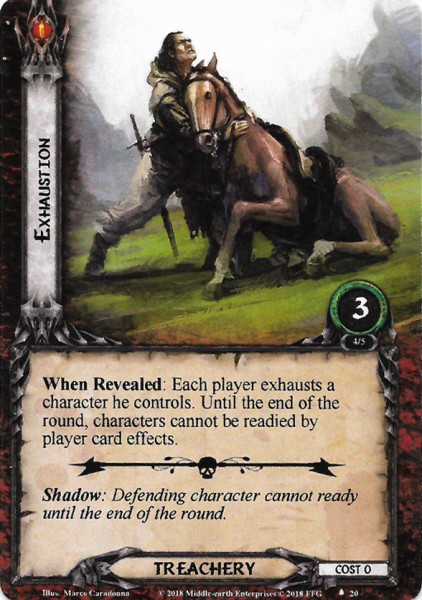 EXHAUSTION
3
4/5
When Revealed: Each player exhausts a
character he controls. Until the end of the
round, characters cannot be readied by
player card effects.
Shadow: Defending character cannot ready
until the end of the round.
TREACHERY
COST 0
Illus. Marco Caradonna
© 2018 Middle-earth Enterprises © 2018 FFG
20